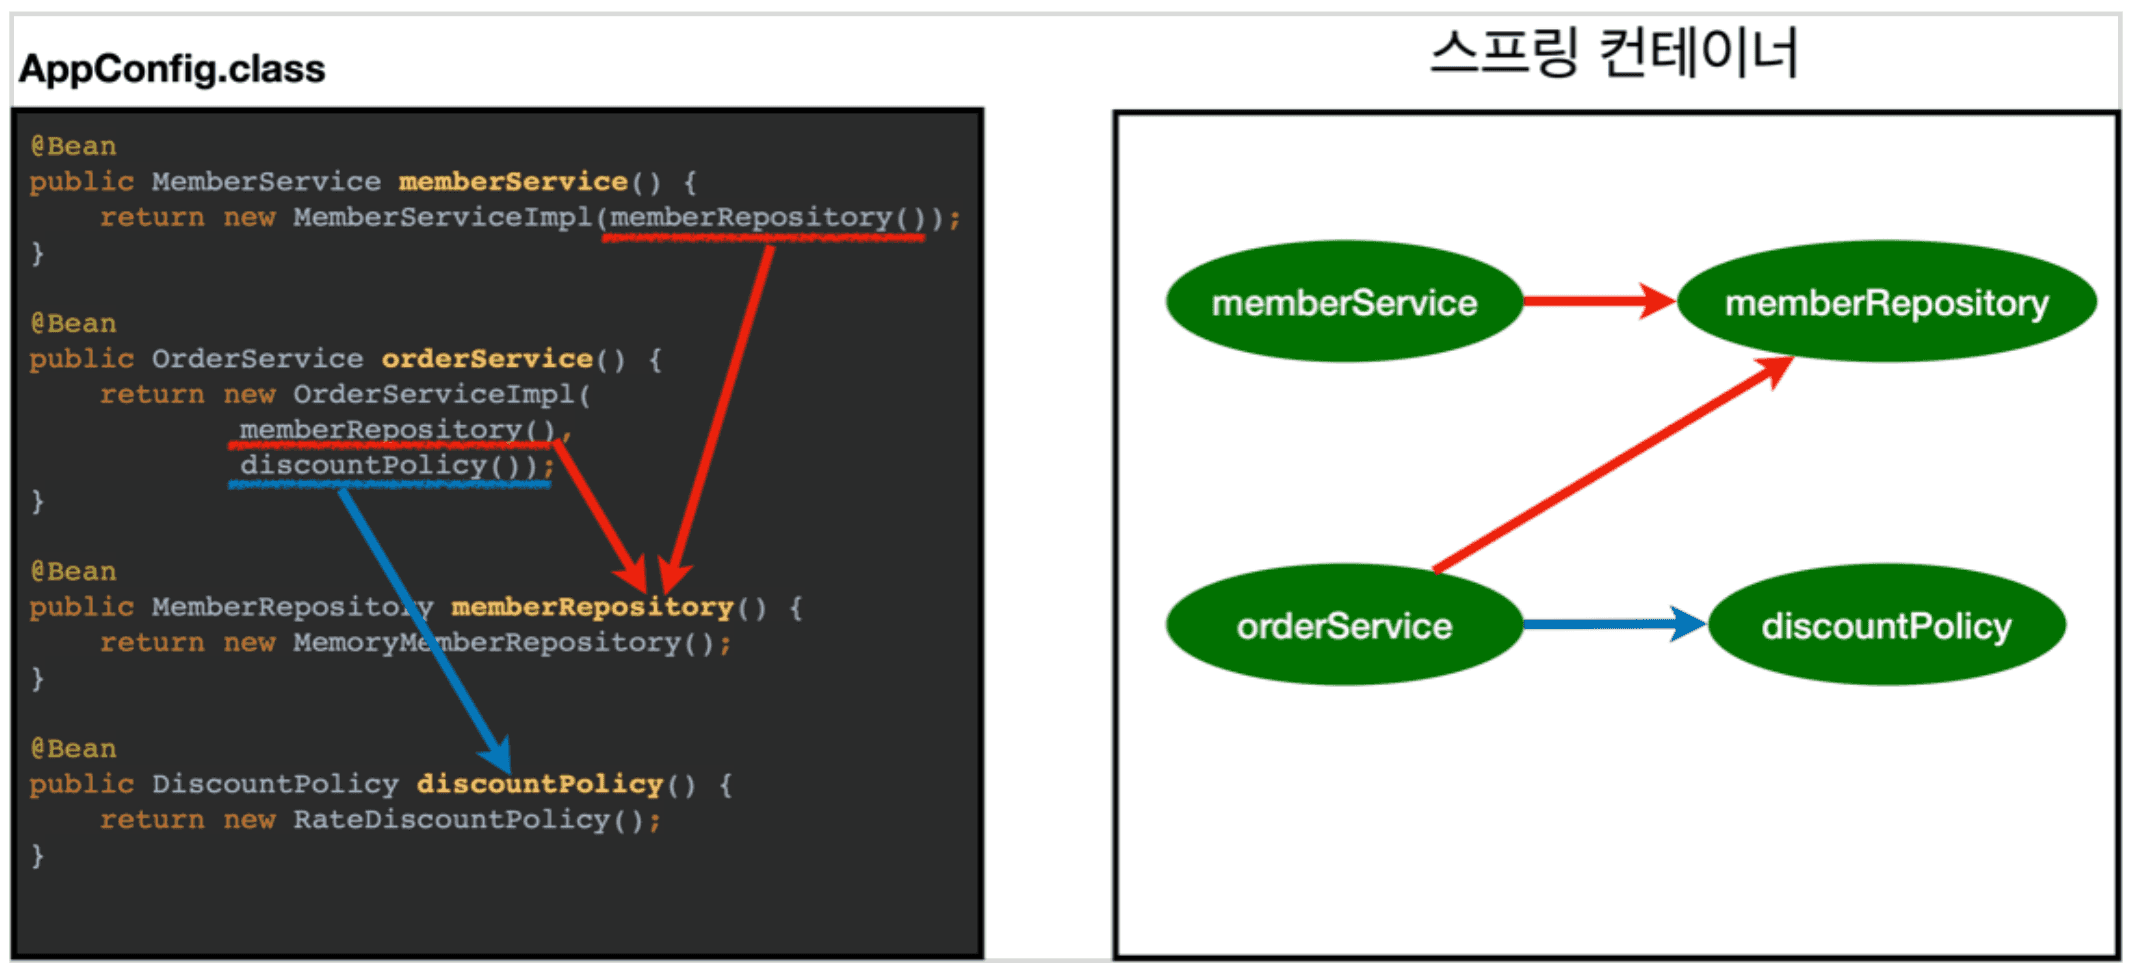 AppConfig.class
@Bean
public MemberService memberService() {
    return new MemberServiceImpl(memberRepository());
}
@Bean
public OrderService orderService() {
    return new OrderServiceImpl(
        memberRepository(),
        discountPolicy());
}
@Bean
public MemberRepository memberRepository() {
    return new MemoryMemberRepository();
}
@Bean
public DiscountPolicy discountPolicy() {
    return new RateDiscountPolicy();
}
스프링 컨테이너
memberService
memberRepository
orderService
discountPolicy